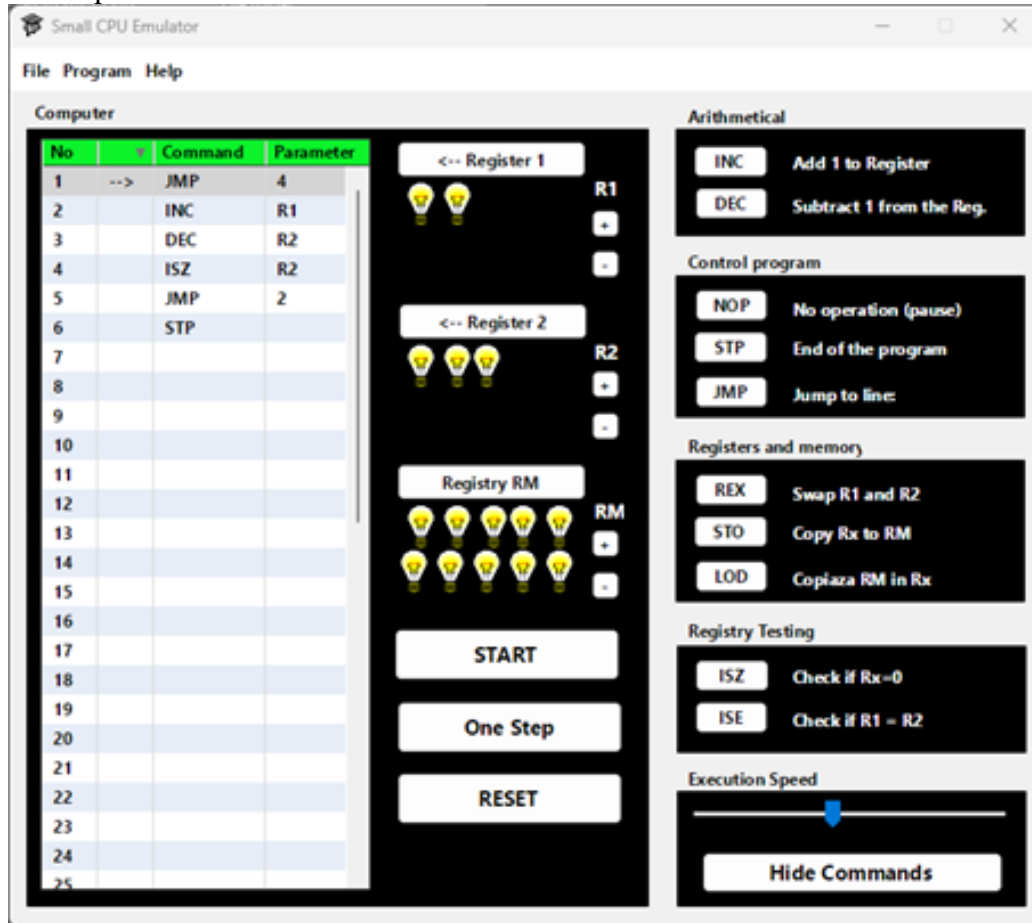 Small CPU Emulator
File Program Help
Computer
No Command Parameter
1 --> JMP 4
2 INC R1
3 DEC R2
4 ISZ R2
5 JMP 2
6 STP
7
8
9
10
11
12
13
14
15
16
17
18
19
20
21
22
23
24
25
<-- Register 1
R1
+
-
<-- Register 2
R2
+
-
Registry RM
RM
+
-
START
One Step
RESET
Arithmetical
INC Add 1 to Register
DEC Subtract 1 from the Reg.
Control program
NOP No operation (pause)
STP End of the program
JMP Jump to line:
Registers and memory
REX Swap R1 and R2
STO Copy Rx to RM
LOD Copiaza RM in Rx
Registry Testing
ISZ Check if Rx=0
ISE Check if R1 = R2
Execution Speed
Hide Commands